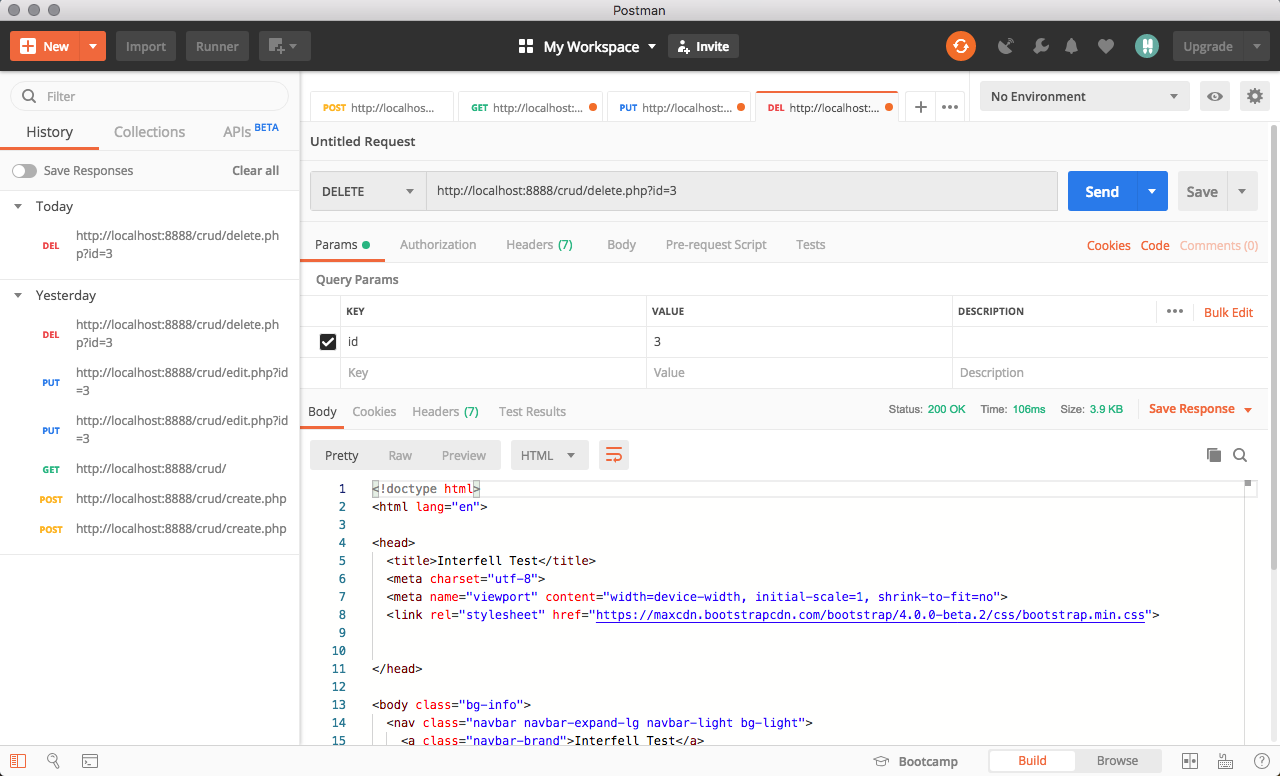 Postman
New Import Runner My Workspace Invite Upgrade
Filter
History Collections APIs BETA
Save Responses Clear all
Today
DEL http://localhost:8888/crud/delete.ph
p?id=3
Yesterday
DEL http://localhost:8888/crud/delete.ph
p?id=3
PUT http://localhost:8888/crud/edit.php?id
=3
PUT http://localhost:8888/crud/edit.php?id
=3
GET http://localhost:8888/crud/
POST http://localhost:8888/crud/create.php
POST http://localhost:8888/crud/create.php
POST http://localhos... GET http://localhost:... PUT http://localhost:... DEL http://localhost:... No Environment
Untitled Request
DELETE http://localhost:8888/crud/delete.php?id=3 Send Save
Params Authorization Headers (7) Body Pre-request Script Tests Cookies Code Comments (0)
Query Params
KEY VALUE DESCRIPTION Bulk Edit
id 3
Key Value Description
Body Cookies Headers (7) Test Results Status: 200 OK Time: 106ms Size: 3.9 KB Save Response
Pretty Raw Preview HTML
1 <!doctype html>
2 <html lang="en">
3
4 <head>
5 <title>Interfell Test</title>
6 <meta charset="utf-8">
7 <meta name="viewport" content="width=device-width, initial-scale=1, shrink-to-fit=no">
8 <link rel="stylesheet" href="https://maxcdn.bootstrapcdn.com/bootstrap/4.0.0-beta.2/css/bootstrap.min.css">
9
10
11 </head>
12
13 <body class="bg-info">
14 <nav class="navbar navbar-expand-lg navbar-light bg-light">
15 <a class="navbar-brand">Interfell Test</a>
Bootcamp Build Browse